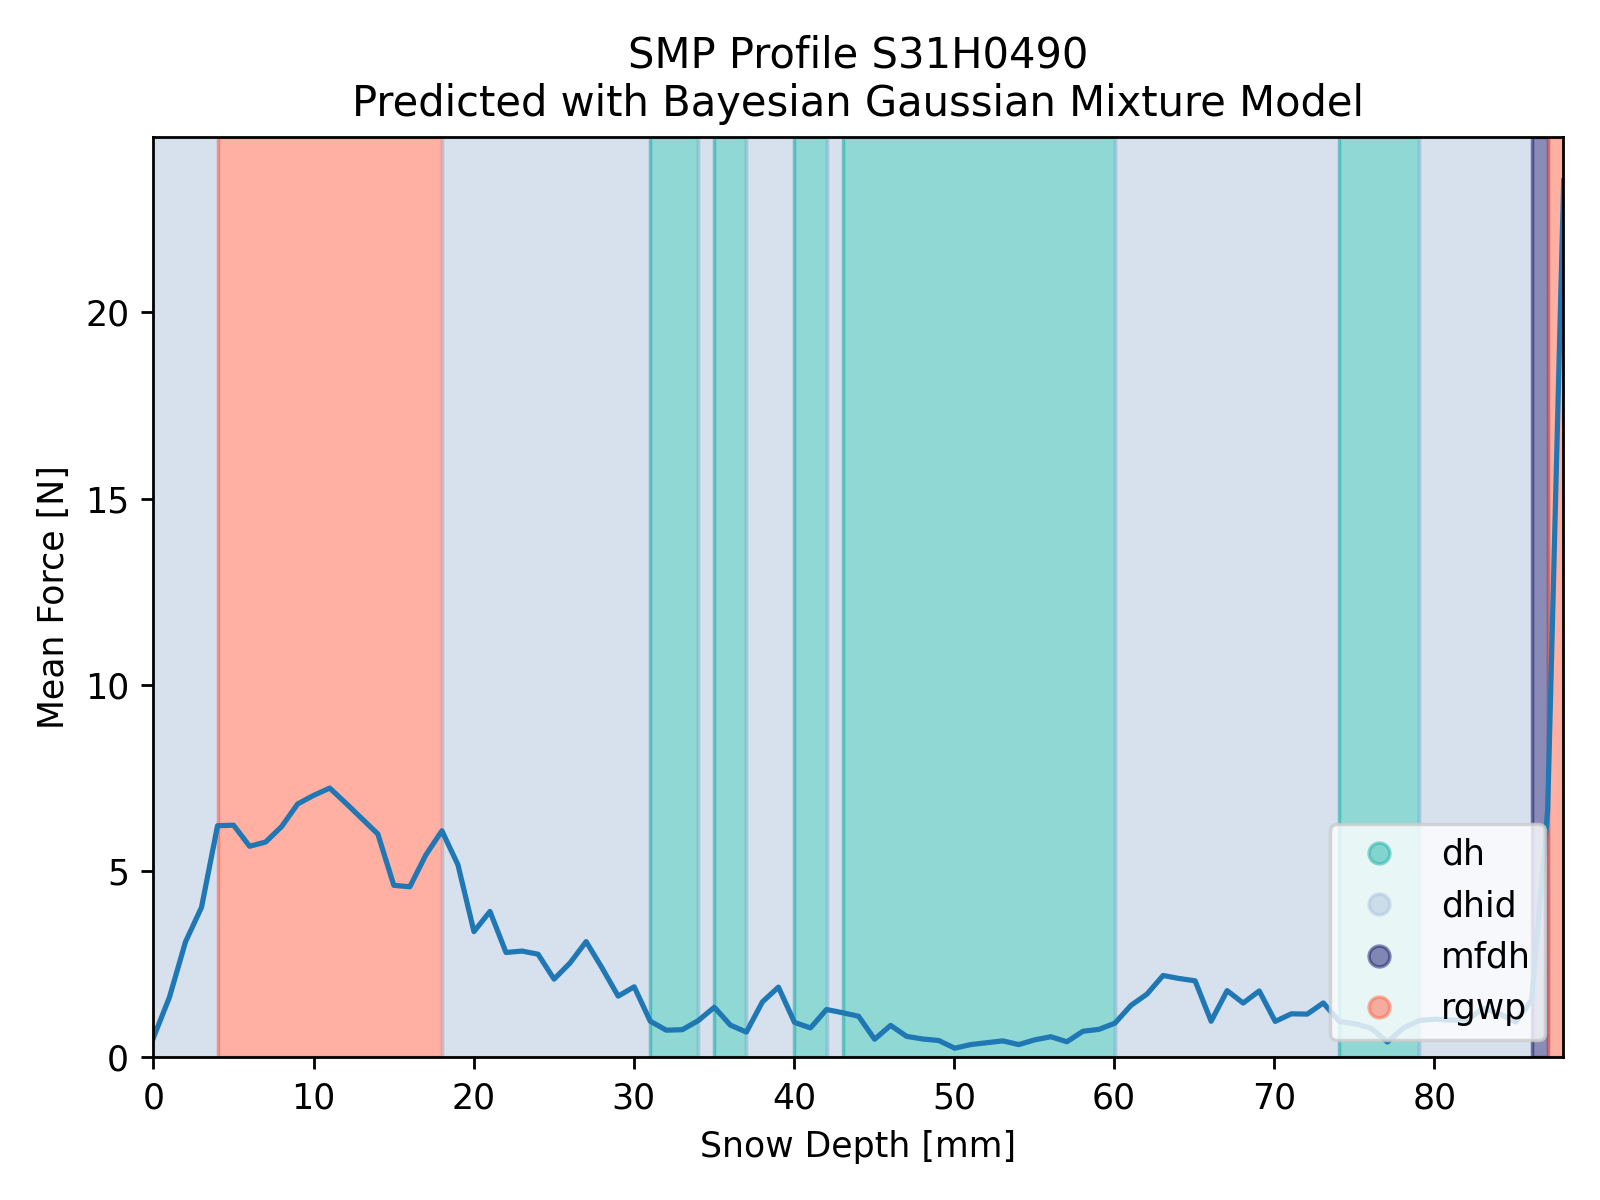 SMP Profile S31H0490
Predicted with Bayesian Gaussian Mixture Model
Mean Force [N]
20
15
10
5
0
dh
dhid
mfdh
rgwp
0 10 20 30 40 50 60 70 80
Snow Depth [mm]